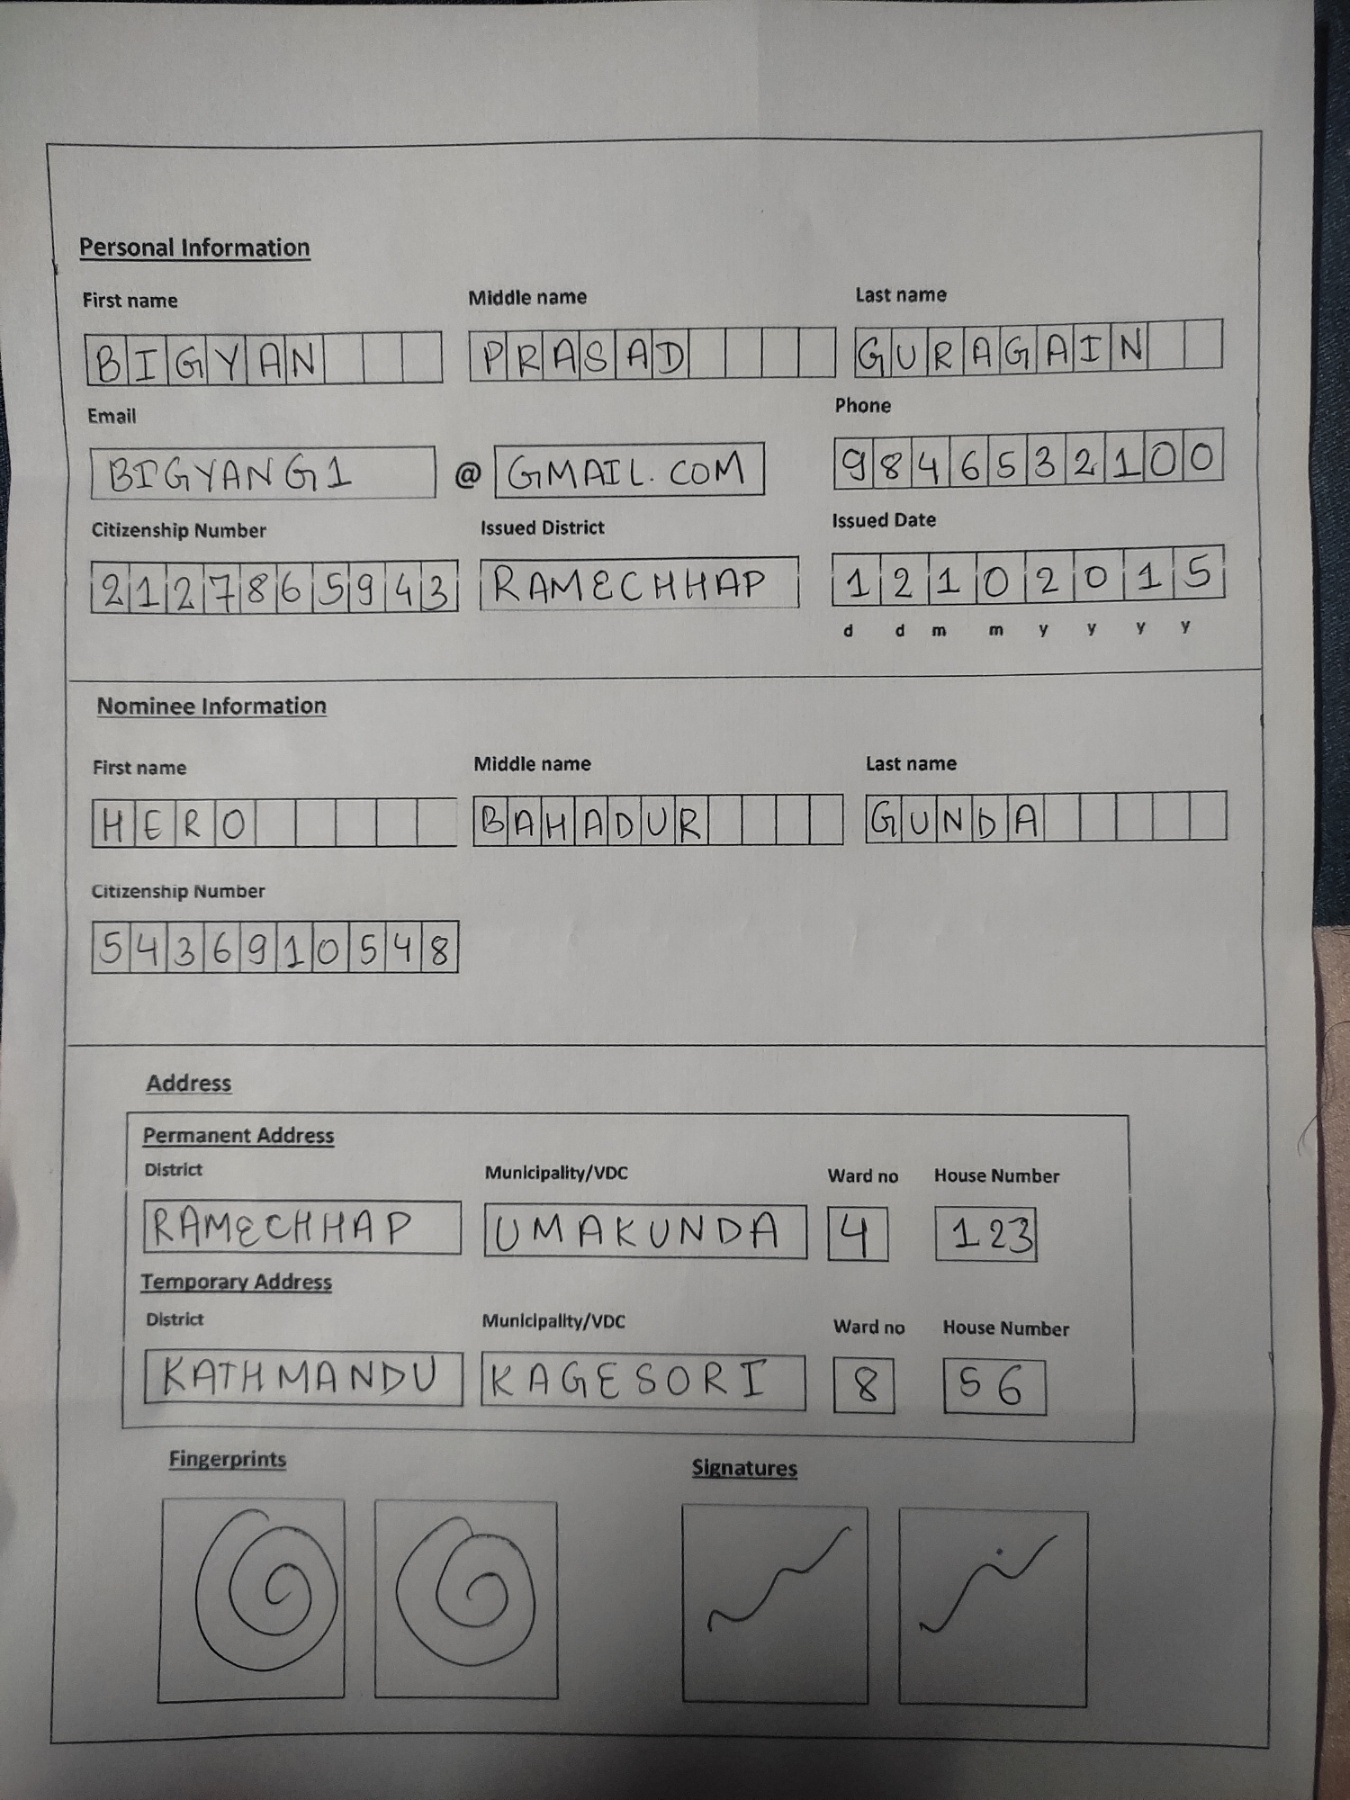 Personal Information
First name Middle name Last name
BIGYAN PRASAD GURAGAIN
Email Phone
BIGYANG1 @ GMAIL.COM 9846532100
Citizenship Number Issued District Issued Date
2127865943 RAMECHHAP 12102015
d d m m y y y y
Nominee Information
First name Middle name Last name
HERO BAHADUR GUNDA
Citizenship Number
5436910548
Address
Permanent Address
District Municipality/VDC Ward no House Number
RAMECHHAP UMAKUNDA 4 123
Temporary Address
District Municipality/VDC Ward no House Number
KATHMANDU KAGESORI 8 56
Fingerprints Signatures